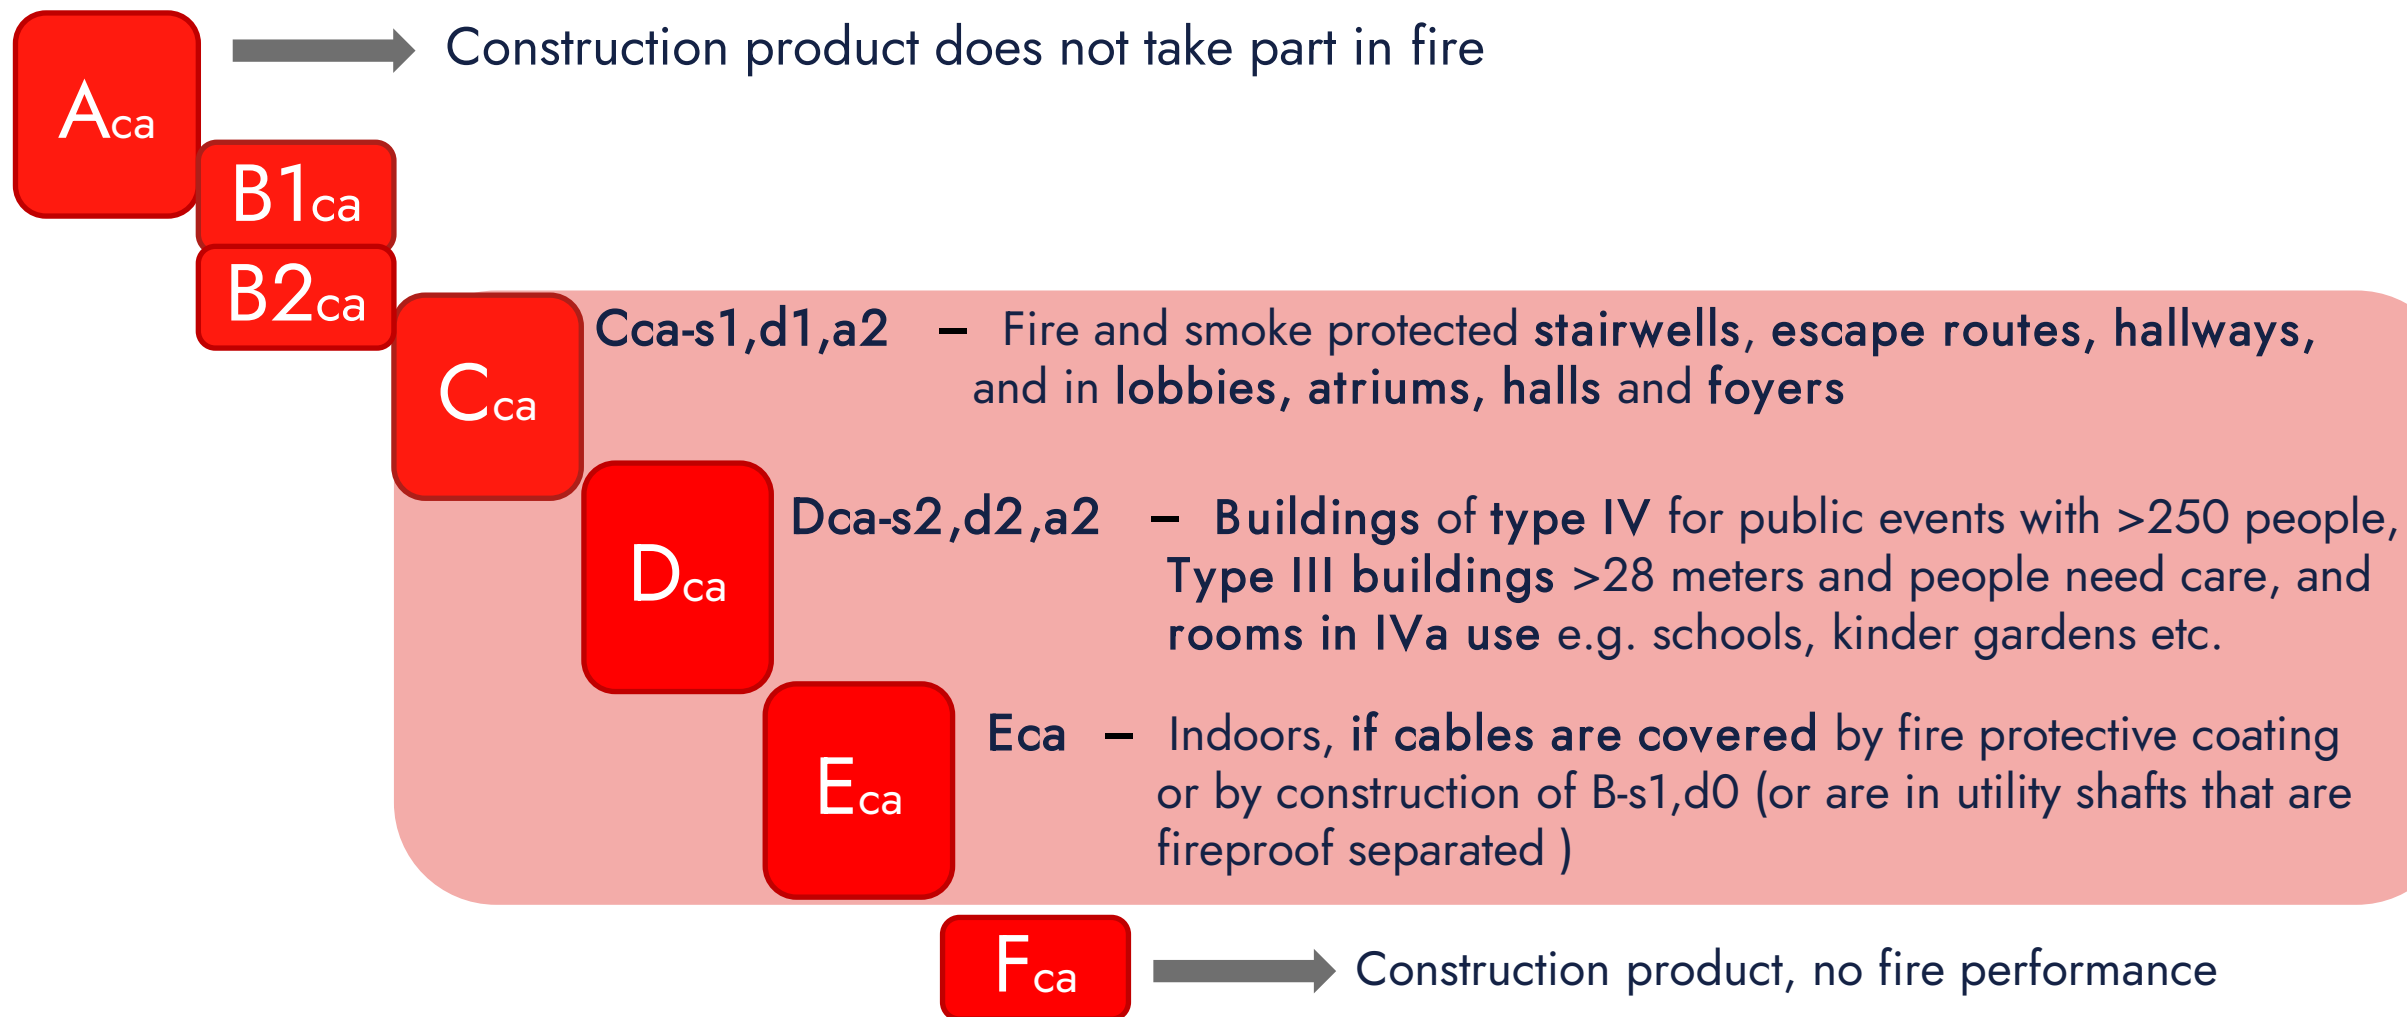 Aca
Construction product does not take part in fire
B1ca
B2ca
Cca
Cca-s1,d1,a2 – Fire and smoke protected stairwells, escape routes, hallways,
and in lobbies, atriums, halls and foyers
Dca
Dca-s2,d2,a2 – Buildings of type IV for public events with >250 people,
Type III buildings >28 meters and people need care, and
rooms in IVa use e.g. schools, kinder gardens etc.
Eca
Eca – Indoors, if cables are covered by fire protective coating
or by construction of B-s1,d0 (or are in utility shafts that are
fireproof separated )
Fca
Construction product, no fire performance